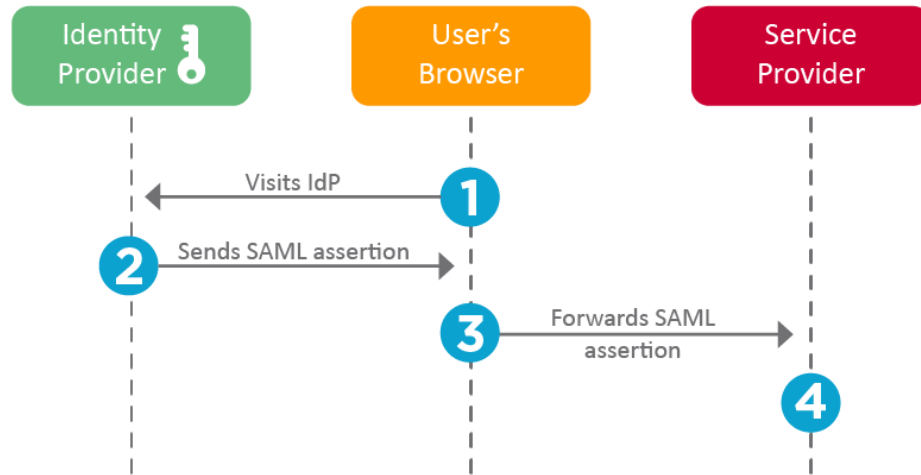 Identity
Provider
User’s
Browser
Service
Provider
Visits IdP
1
2
Sends SAML assertion
3
Forwards SAML
assertion
4